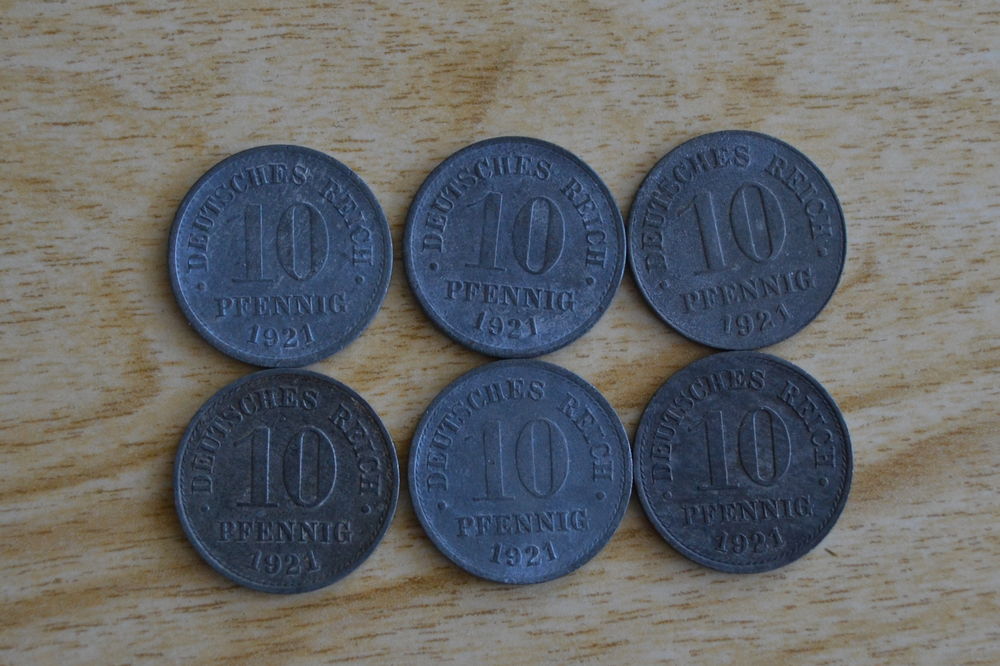 DEUTSCHES REICH
10
PFENNIG
1921
DEUTSCHES REICH
10
PFENNIG
1921
DEUTSCHES REICH
10
PFENNIG
1921
DEUTSCHES REICH
10
PFENNIG
1921
DEUTSCHES REICH
10
PFENNIG
1921
DEUTSCHES REICH
10
PFENNIG
1921